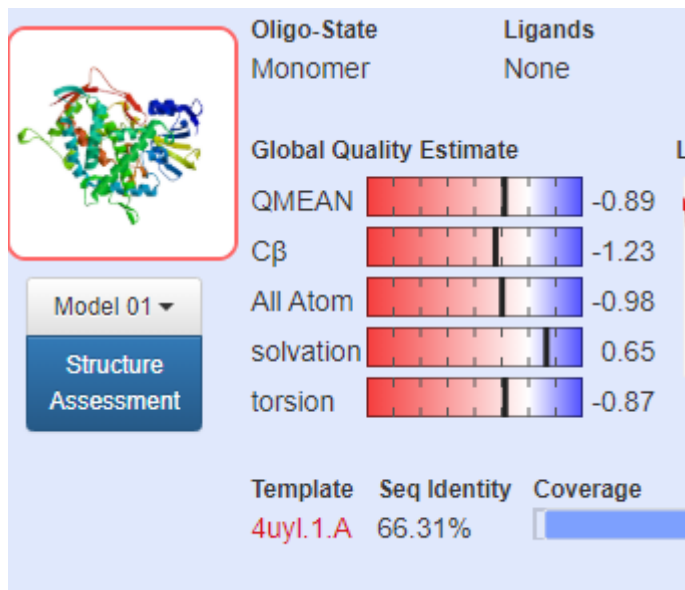 Oligo-State Ligands
Monomer None
Global Quality Estimate L
QMEAN -0.89
Cβ -1.23
All Atom -0.98
solvation 0.65
torsion -0.87
Model 01
Structure
Assessment
Template Seq Identity Coverage
4uyl.1.A 66.31%